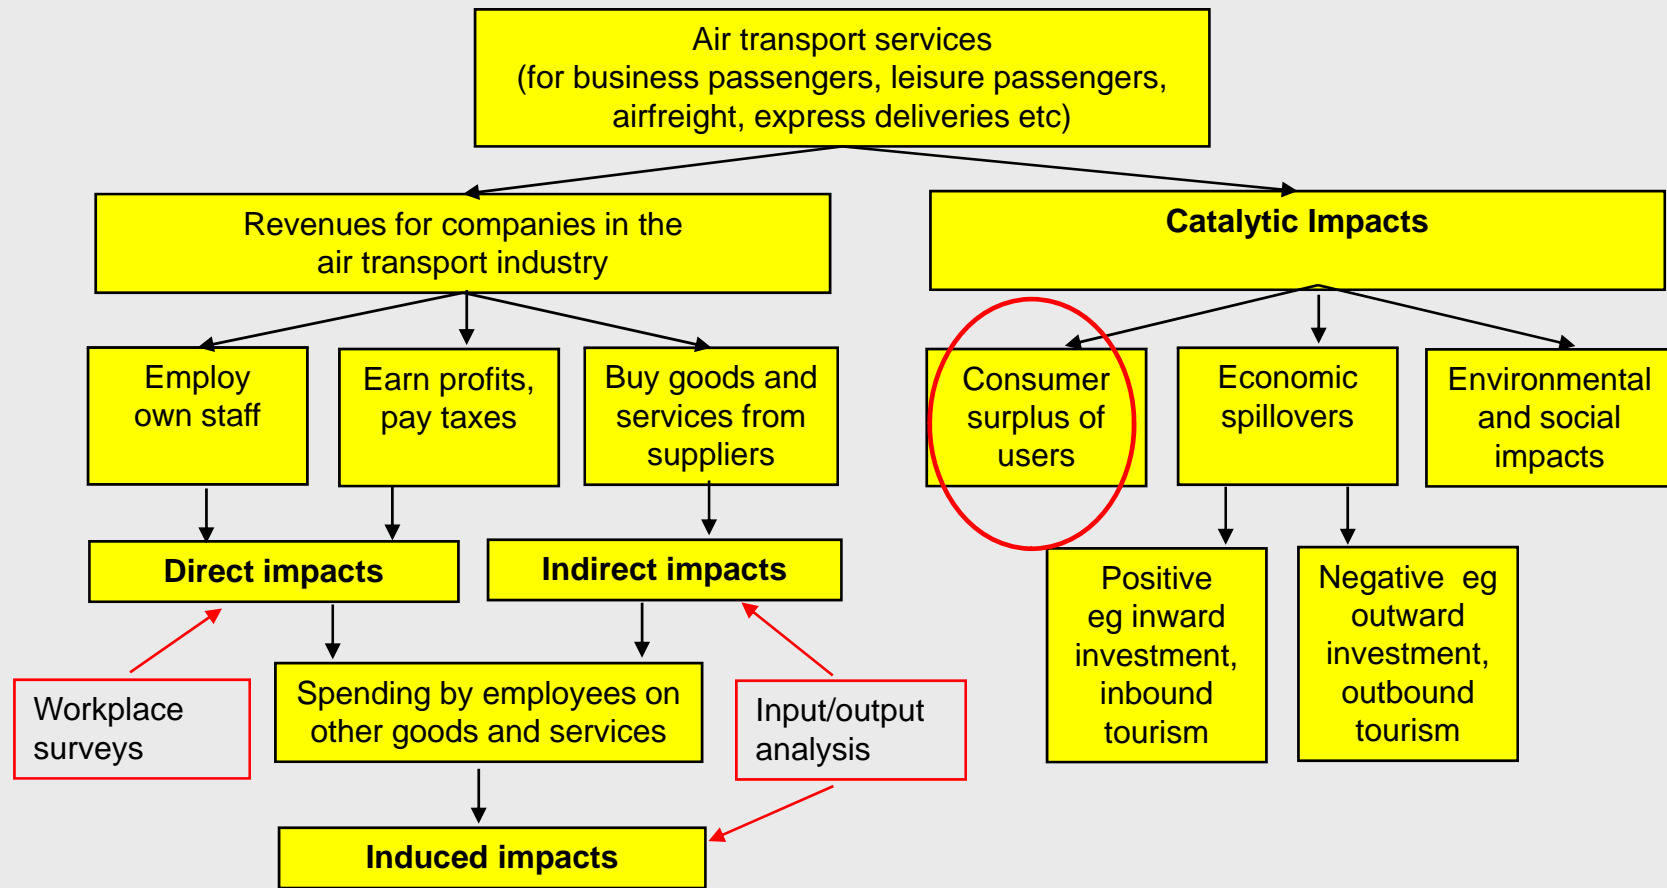 Air transport services
(for business passengers, leisure passengers,
airfreight, express deliveries etc)
Revenues for companies in the
air transport industry
Catalytic Impacts
Employ
own staff
Earn profits,
pay taxes
Buy goods and
services from
suppliers
Consumer
surplus of
users
Economic
spillovers
Environmental
and social
impacts
Direct impacts
Indirect impacts
Positive
eg inward
investment,
inbound
tourism
Negative eg
outward
investment,
outbound
tourism
Workplace
surveys
Spending by employees on
other goods and services
Input/output
analysis
Induced impacts